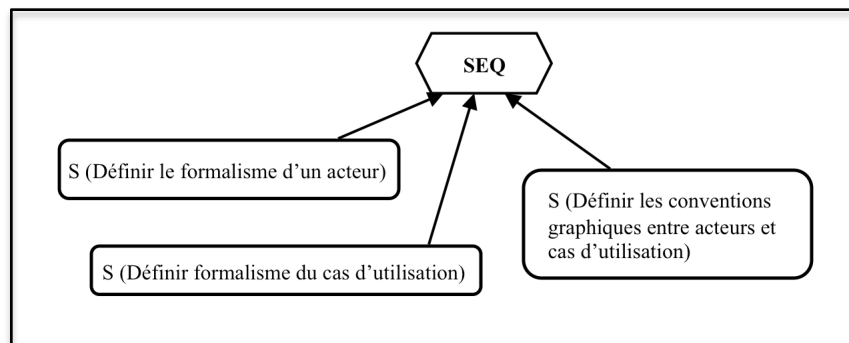 SEQ
S (Définir le formalisme d'un acteur)
S (Définir formalisme du cas d'utilisation)
S (Définir les conventions
graphiques entre acteurs et
cas d'utilisation)